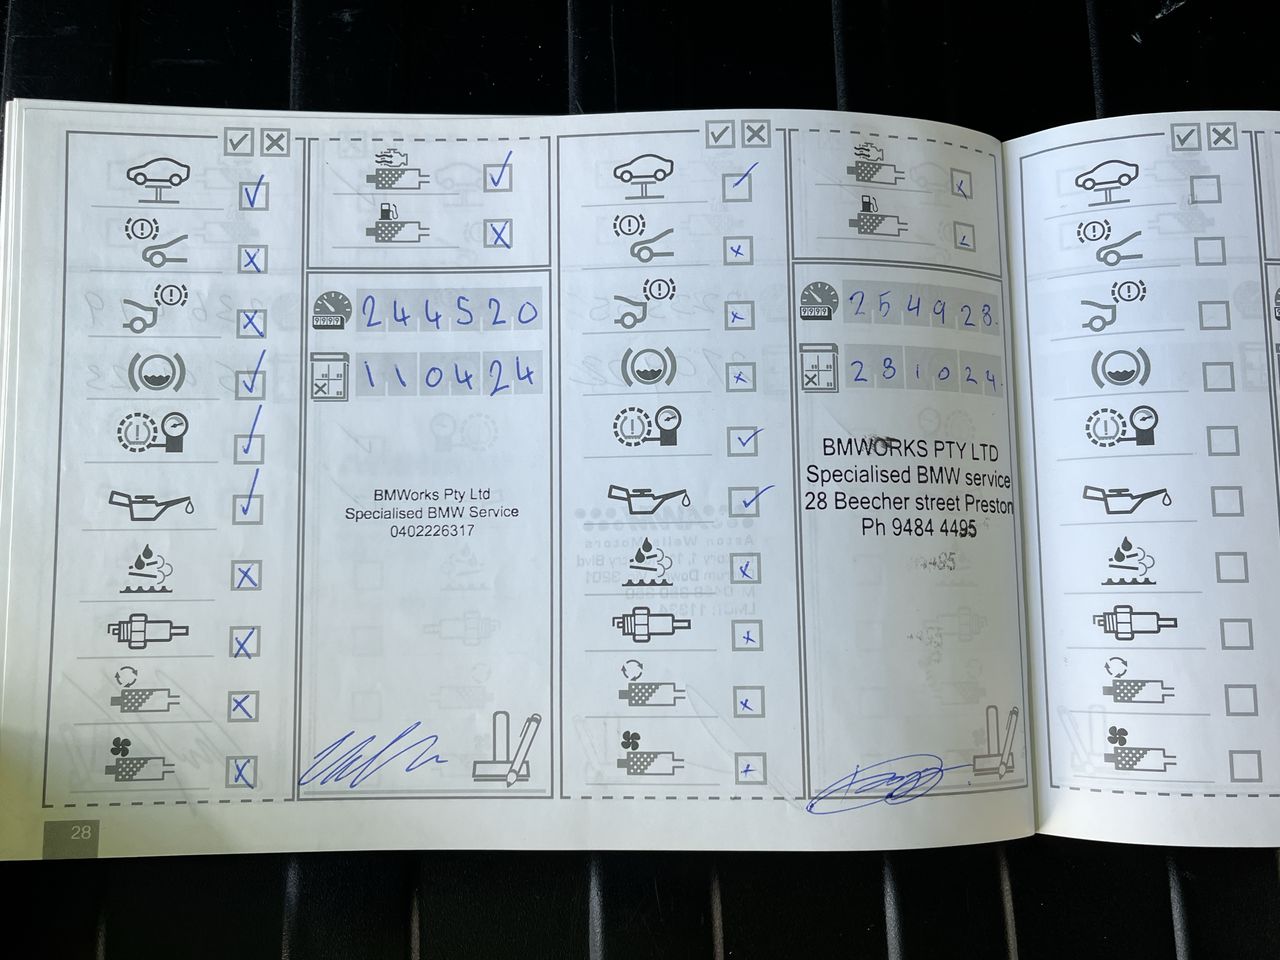 244520
110424
BMWorks Pty Ltd
Specialised BMW Service
0402226317
28
254928
231024
BMWORKS PTY LTD
Specialised BMW service
28 Beecher street Preston
Ph 9484 4495